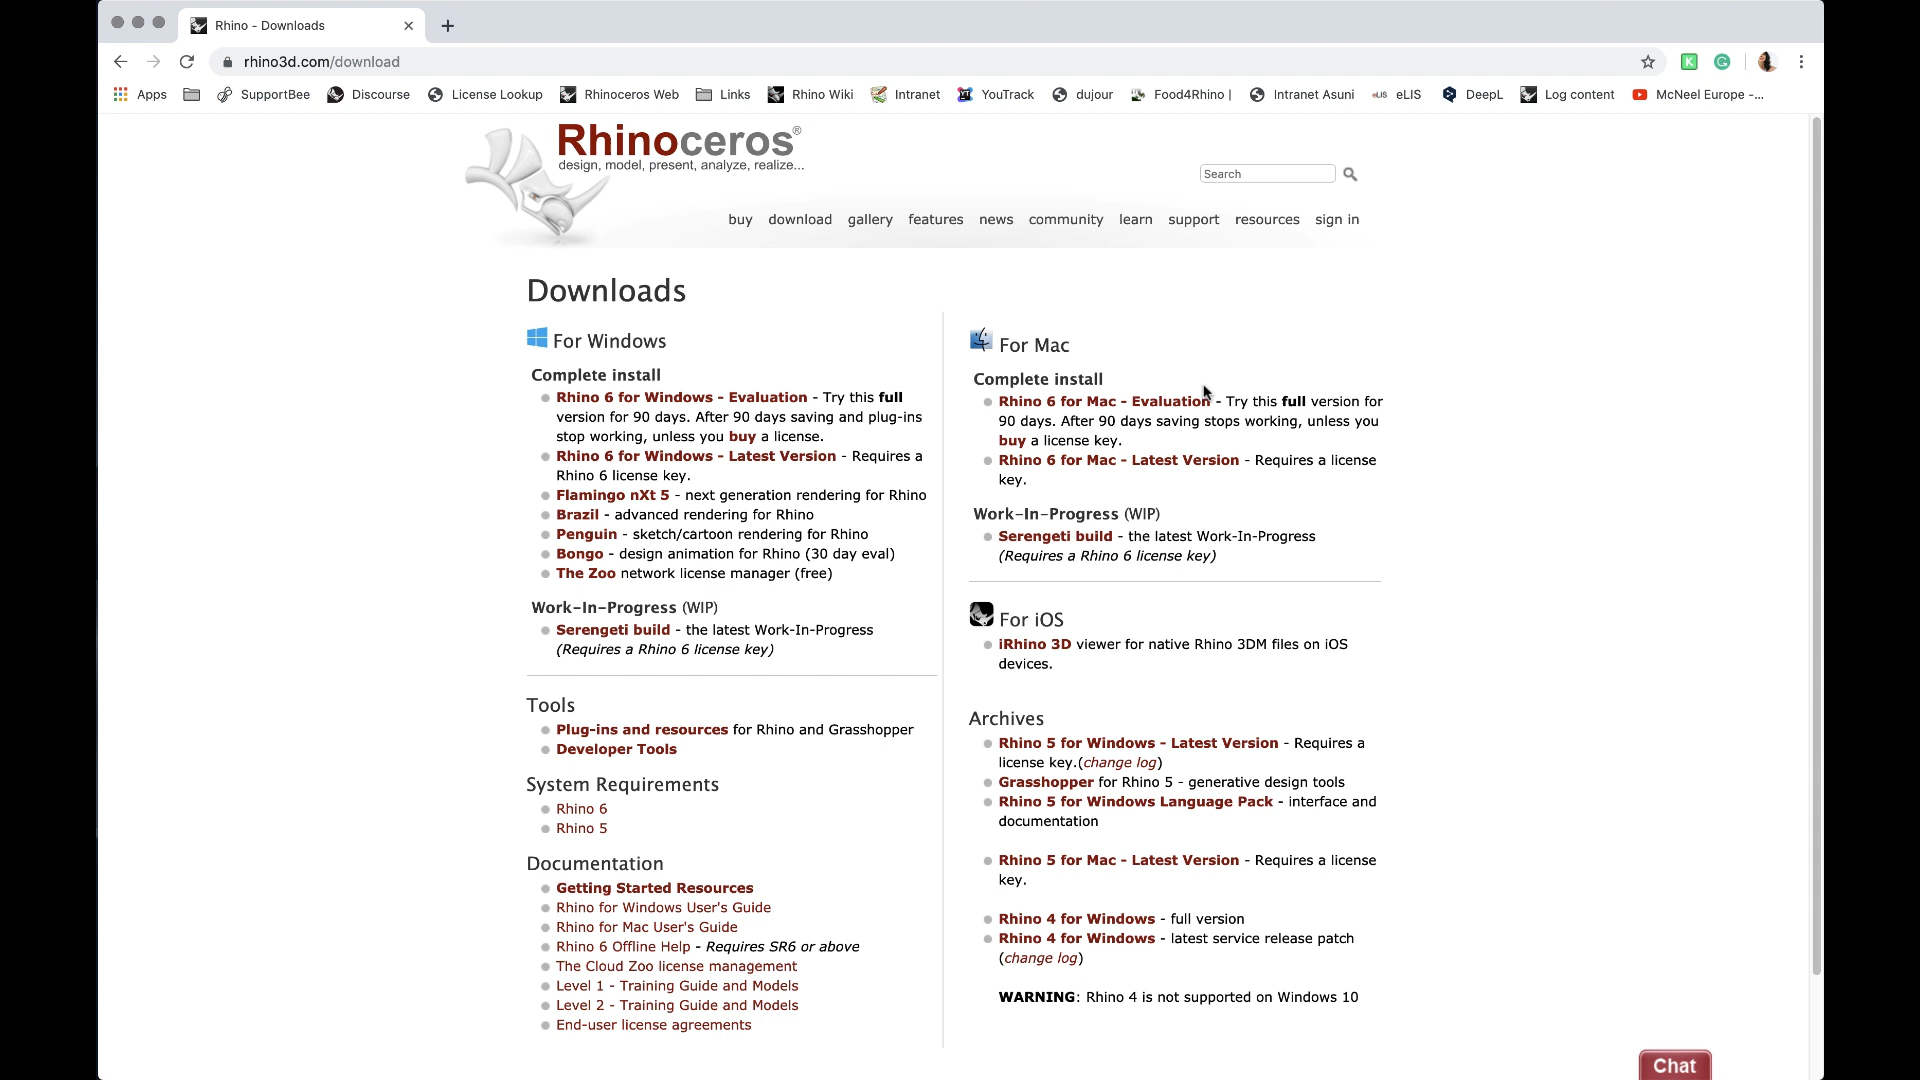 Rhino - Downloads
rhino3d.com/download
Apps SupportBee Discourse License Lookup Rhinoceros Web Links Rhino Wiki Intranet YouTrack dujour Food4Rhino | Intranet Asuni eLIS eLIS DeepL Log content McNeel Europe -...
Rhinoceros®
design, model, present, analyze, realize...
Search
buy download gallery features news community learn support resources sign in
Downloads
For Windows
Complete install
Rhino 6 for Windows - Evaluation - Try this full
version for 90 days. After 90 days saving and plug-ins
stop working, unless you buy a license.
Rhino 6 for Windows - Latest Version - Requires a
Rhino 6 license key.
Flamingo nXt 5 - next generation rendering for Rhino
Brazil - advanced rendering for Rhino
Penguin - sketch/cartoon rendering for Rhino
Bongo - design animation for Rhino (30 day eval)
The Zoo network license manager (free)
Work-In-Progress (WIP)
Serengeti build - the latest Work-In-Progress
(Requires a Rhino 6 license key)
Tools
Plug-ins and resources for Rhino and Grasshopper
Developer Tools
System Requirements
Rhino 6
Rhino 5
Documentation
Getting Started Resources
Rhino for Windows User's Guide
Rhino for Mac User's Guide
Rhino 6 Offline Help - Requires SR6 or above
The Cloud Zoo license management
Level 1 - Training Guide and Models
Level 2 - Training Guide and Models
End-user license agreements
For Mac
Complete install
Rhino 6 for Mac - Evaluation - Try this full version for
90 days. After 90 days saving stops working, unless you
buy a license key.
Rhino 6 for Mac - Latest Version - Requires a license
key.
Work-In-Progress (WIP)
Serengeti build - the latest Work-In-Progress
(Requires a Rhino 6 license key)
For iOS
iRhino 3D viewer for native Rhino 3DM files on iOS
devices.
Archives
Rhino 5 for Windows - Latest Version - Requires a
license key.(change log)
Grasshopper for Rhino 5 - generative design tools
Rhino 5 for Windows Language Pack - interface and
documentation
Rhino 5 for Mac - Latest Version - Requires a license
key.
Rhino 4 for Windows - full version
Rhino 4 for Windows - latest service release patch
(change log)
WARNING: Rhino 4 is not supported on Windows 10
Chat